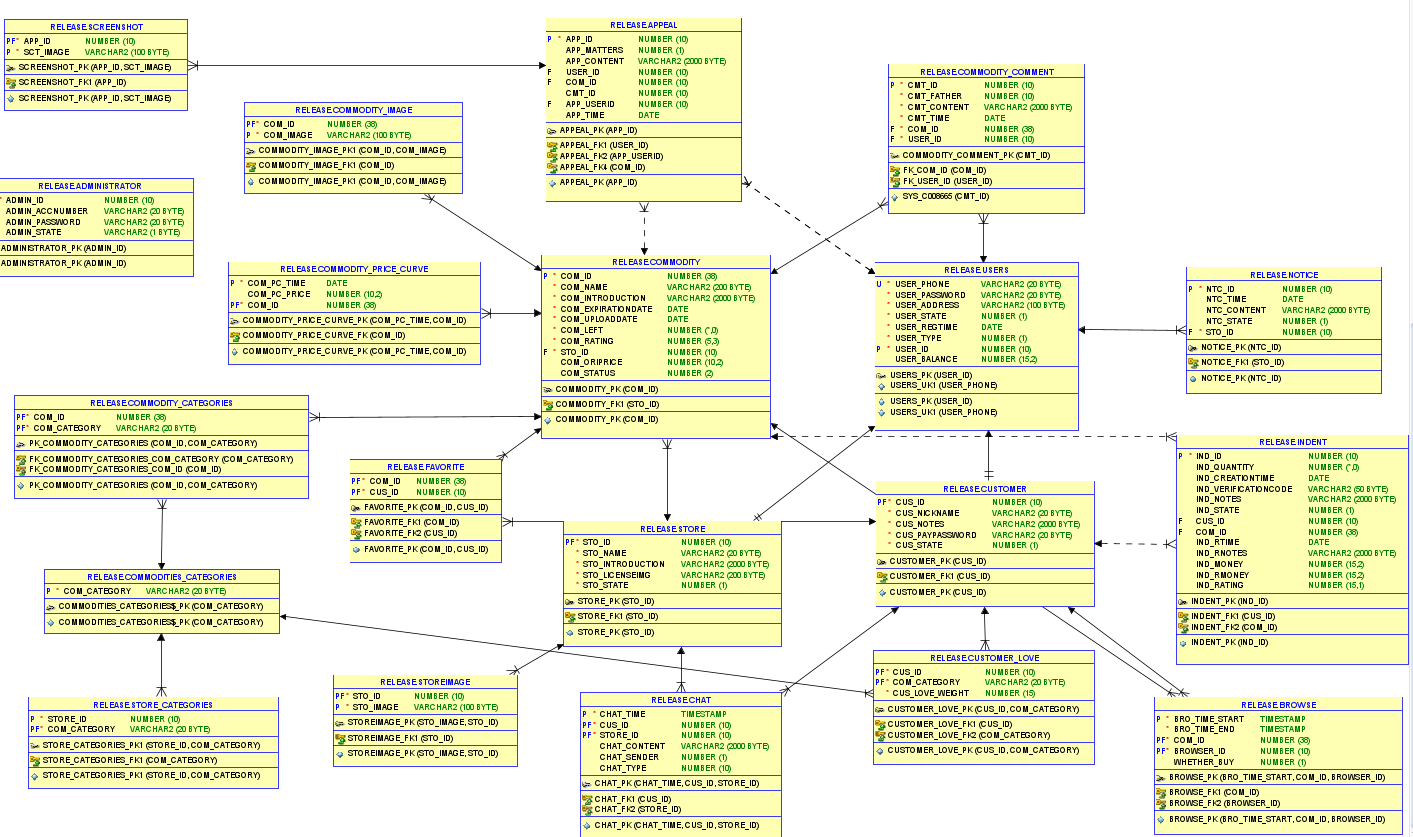 RELEASE.SCREENSHOT
PF* APP_ID NUMBER (10)
P * SCT_IMAGE VARCHAR2 (100 BYTE)
SCREENSHOT_PK (APP_ID, SCT_IMAGE)
SCREENSHOT_FK1 (APP_ID)
SCREENSHOT_PK (APP_ID, SCT_IMAGE)
RELEASE.APPEAL
P * APP_ID NUMBER (10)
APP_MATTERS NUMBER (1)
APP_CONTENT VARCHAR2 (2000 BYTE)
F USER_ID NUMBER (10)
F COM_ID NUMBER (10)
CMT_ID NUMBER (10)
F APP_USERID NUMBER (10)
APP_TIME DATE
APPEAL_PK (APP_ID)
APPEAL_FK1 (USER_ID)
APPEAL_FK2 (APP_USERID)
APPEAL_FK4 (COM_ID)
APPEAL_PK (APP_ID)
RELEASE.COMMODITY_COMMENT
P * CMT_ID NUMBER (10)
* CMT_FATHER NUMBER (10)
* CMT_CONTENT VARCHAR2 (2000 BYTE)
* CMT_TIME DATE
F * COM_ID NUMBER (38)
F * USER_ID NUMBER (10)
COMMODITY_COMMENT_PK (CMT_ID)
FK_COM_ID (COM_ID)
FK_USER_ID (USER_ID)
SYS_C008665 (CMT_ID)
RELEASE.COMMODITY_IMAGE
PF* COM_ID NUMBER (38)
P * COM_IMAGE VARCHAR2 (100 BYTE)
COMMODITY_IMAGE_PK1 (COM_ID, COM_IMAGE)
COMMODITY_IMAGE_FK1 (COM_ID)
COMMODITY_IMAGE_PK1 (COM_ID, COM_IMAGE)
RELEASE.ADMINISTRATOR
* ADMIN_ID NUMBER (10)
ADMIN_ACCNUMBER VARCHAR2 (20 BYTE)
ADMIN_PASSWORD VARCHAR2 (20 BYTE)
ADMIN_STATE VARCHAR2 (1 BYTE)
ADMINISTRATOR_PK (ADMIN_ID)
ADMINISTRATOR_PK (ADMIN_ID)
RELEASE.COMMODITY_PRICE_CURVE
P * COM_PC_TIME DATE
COM_PC_PRICE NUMBER (10,2)
PF* COM_ID NUMBER (38)
COMMODITY_PRICE_CURVE_PK (COM_PC_TIME, COM_ID)
COMMODITY_PRICE_CURVE_FK (COM_ID)
COMMODITY_PRICE_CURVE_PK (COM_PC_TIME, COM_ID)
RELEASE.COMMODITY
P * COM_ID NUMBER (38)
* COM_NAME VARCHAR2 (200 BYTE)
* COM_INTRODUCTION VARCHAR2 (2000 BYTE)
* COM_EXPIRATIONDATE DATE
* COM_UPLOADDATE DATE
* COM_LEFT NUMBER (*,0)
* COM_RATING NUMBER (5,3)
F * STO_ID NUMBER (10)
COM_ORIPRICE NUMBER (10,2)
COM_STATUS NUMBER (2)
COMMODITY_PK (COM_ID)
COMMODITY_FK1 (STO_ID)
COMMODITY_PK (COM_ID)
RELEASE.USERS
U * USER_PHONE VARCHAR2 (20 BYTE)
* USER_PASSWORD VARCHAR2 (20 BYTE)
* USER_ADDRESS VARCHAR2 (100 BYTE)
* USER_STATE NUMBER (1)
* USER_REGTIME DATE
* USER_TYPE NUMBER (1)
P * USER_ID NUMBER (10)
USER_BALANCE NUMBER (15,2)
USERS_PK (USER_ID)
USERS_UK1 (USER_PHONE)
USERS_PK (USER_ID)
USERS_UK1 (USER_PHONE)
RELEASE.NOTICE
P * NTC_ID NUMBER (10)
NTC_TIME DATE
NTC_CONTENT VARCHAR2 (2000 BYTE)
NTC_STATE NUMBER (1)
F * STO_ID NUMBER (10)
NOTICE_PK (NTC_ID)
NOTICE_FK1 (STO_ID)
NOTICE_PK (NTC_ID)
RELEASE.COMMODITY_CATEGORIES
PF* COM_ID NUMBER (38)
PF* COM_CATEGORY VARCHAR2 (20 BYTE)
PK_COMMODITY_CATEGORIES (COM_ID, COM_CATEGORY)
FK_COMMODITY_CATEGORIES_COM_CATEGORY (COM_CATEGORY)
FK_COMMODITY_CATEGORIES_COM_ID (COM_ID)
PK_COMMODITY_CATEGORIES (COM_ID, COM_CATEGORY)
RELEASE.FAVORITE
PF* COM_ID NUMBER (38)
PF* CUS_ID NUMBER (10)
FAVORITE_PK (COM_ID, CUS_ID)
FAVORITE_FK1 (COM_ID)
FAVORITE_FK2 (CUS_ID)
FAVORITE_PK (COM_ID, CUS_ID)
RELEASE.STORE
PF* STO_ID NUMBER (10)
* STO_NAME VARCHAR2 (20 BYTE)
* STO_INTRODUCTION VARCHAR2 (2000 BYTE)
* STO_LICENSEIMG VARCHAR2 (200 BYTE)
* STO_STATE NUMBER (1)
STORE_PK (STO_ID)
STORE_FK1 (STO_ID)
STORE_PK (STO_ID)
RELEASE.CUSTOMER
PF* CUS_ID NUMBER (10)
* CUS_NICKNAME VARCHAR2 (20 BYTE)
* CUS_NOTES VARCHAR2 (2000 BYTE)
* CUS_PAYPASSWORD VARCHAR2 (20 BYTE)
* CUS_STATE NUMBER (1)
CUSTOMER_PK (CUS_ID)
CUSTOMER_FK1 (CUS_ID)
CUSTOMER_PK (CUS_ID)
RELEASE.INDENT
P * IND_ID NUMBER (10)
IND_QUANTITY NUMBER (*,0)
IND_CREATIONTIME DATE
IND_VERIFICATIONCODE VARCHAR2 (50 BYTE)
IND_NOTES VARCHAR2 (2000 BYTE)
IND_STATE NUMBER (1)
F CUS_ID NUMBER (10)
F COM_ID NUMBER (38)
IND_RTIME DATE
IND_RNOTES VARCHAR2 (2000 BYTE)
IND_MONEY NUMBER (15,2)
IND_RMONEY NUMBER (15,2)
IND_RATING NUMBER (15,1)
INDENT_PK (IND_ID)
INDENT_FK1 (CUS_ID)
INDENT_FK2 (COM_ID)
INDENT_PK (IND_ID)
RELEASE.COMMODITIES_CATEGORIES
P * COM_CATEGORY VARCHAR2 (20 BYTE)
COMMODITIES_CATEGORIES$_PK (COM_CATEGORY)
COMMODITIES_CATEGORIES$_PK (COM_CATEGORY)
RELEASE.STORE_CATEGORIES
P * STORE_ID NUMBER (10)
PF* COM_CATEGORY VARCHAR2 (20 BYTE)
STORE_CATEGORIES_PK1 (STORE_ID, COM_CATEGORY)
STORE_CATEGORIES_FK1 (COM_CATEGORY)
STORE_CATEGORIES_PK1 (STORE_ID, COM_CATEGORY)
RELEASE.STOREIMAGE
PF* STO_ID NUMBER (10)
P * STO_IMAGE VARCHAR2 (100 BYTE)
STOREIMAGE_PK (STO_IMAGE, STO_ID)
STOREIMAGE_FK1 (STO_ID)
STOREIMAGE_PK (STO_IMAGE, STO_ID)
RELEASE.CHAT
P * CHAT_TIME TIMESTAMP
PF* CUS_ID NUMBER (10)
PF* STORE_ID NUMBER (10)
CHAT_CONTENT VARCHAR2 (2000 BYTE)
CHAT_SENDER NUMBER (1)
CHAT_TYPE NUMBER (10)
CHAT_PK (CHAT_TIME, CUS_ID, STORE_ID)
CHAT_FK1 (CUS_ID)
CHAT_FK2 (STORE_ID)
CHAT_PK (CHAT_TIME, CUS_ID, STORE_ID)
RELEASE.CUSTOMER_LOVE
PF* CUS_ID NUMBER (10)
PF* COM_CATEGORY VARCHAR2 (20 BYTE)
* CUS_LOVE_WEIGHT NUMBER (15)
CUSTOMER_LOVE_PK (CUS_ID, COM_CATEGORY)
CUSTOMER_LOVE_FK1 (CUS_ID)
CUSTOMER_LOVE_FK2 (COM_CATEGORY)
CUSTOMER_LOVE_PK (CUS_ID, COM_CATEGORY)
RELEASE.BROWSE
P * BRO_TIME_START TIMESTAMP
* BRO_TIME_END TIMESTAMP
PF* COM_ID NUMBER (38)
PF* BROWSER_ID NUMBER (10)
WHETHER_BUY NUMBER (1)
BROWSE_PK (BRO_TIME_START, COM_ID, BROWSER_ID)
BROWSE_FK1 (COM_ID)
BROWSE_FK2 (BROWSER_ID)
BROWSE_PK (BRO_TIME_START, COM_ID, BROWSER_ID)